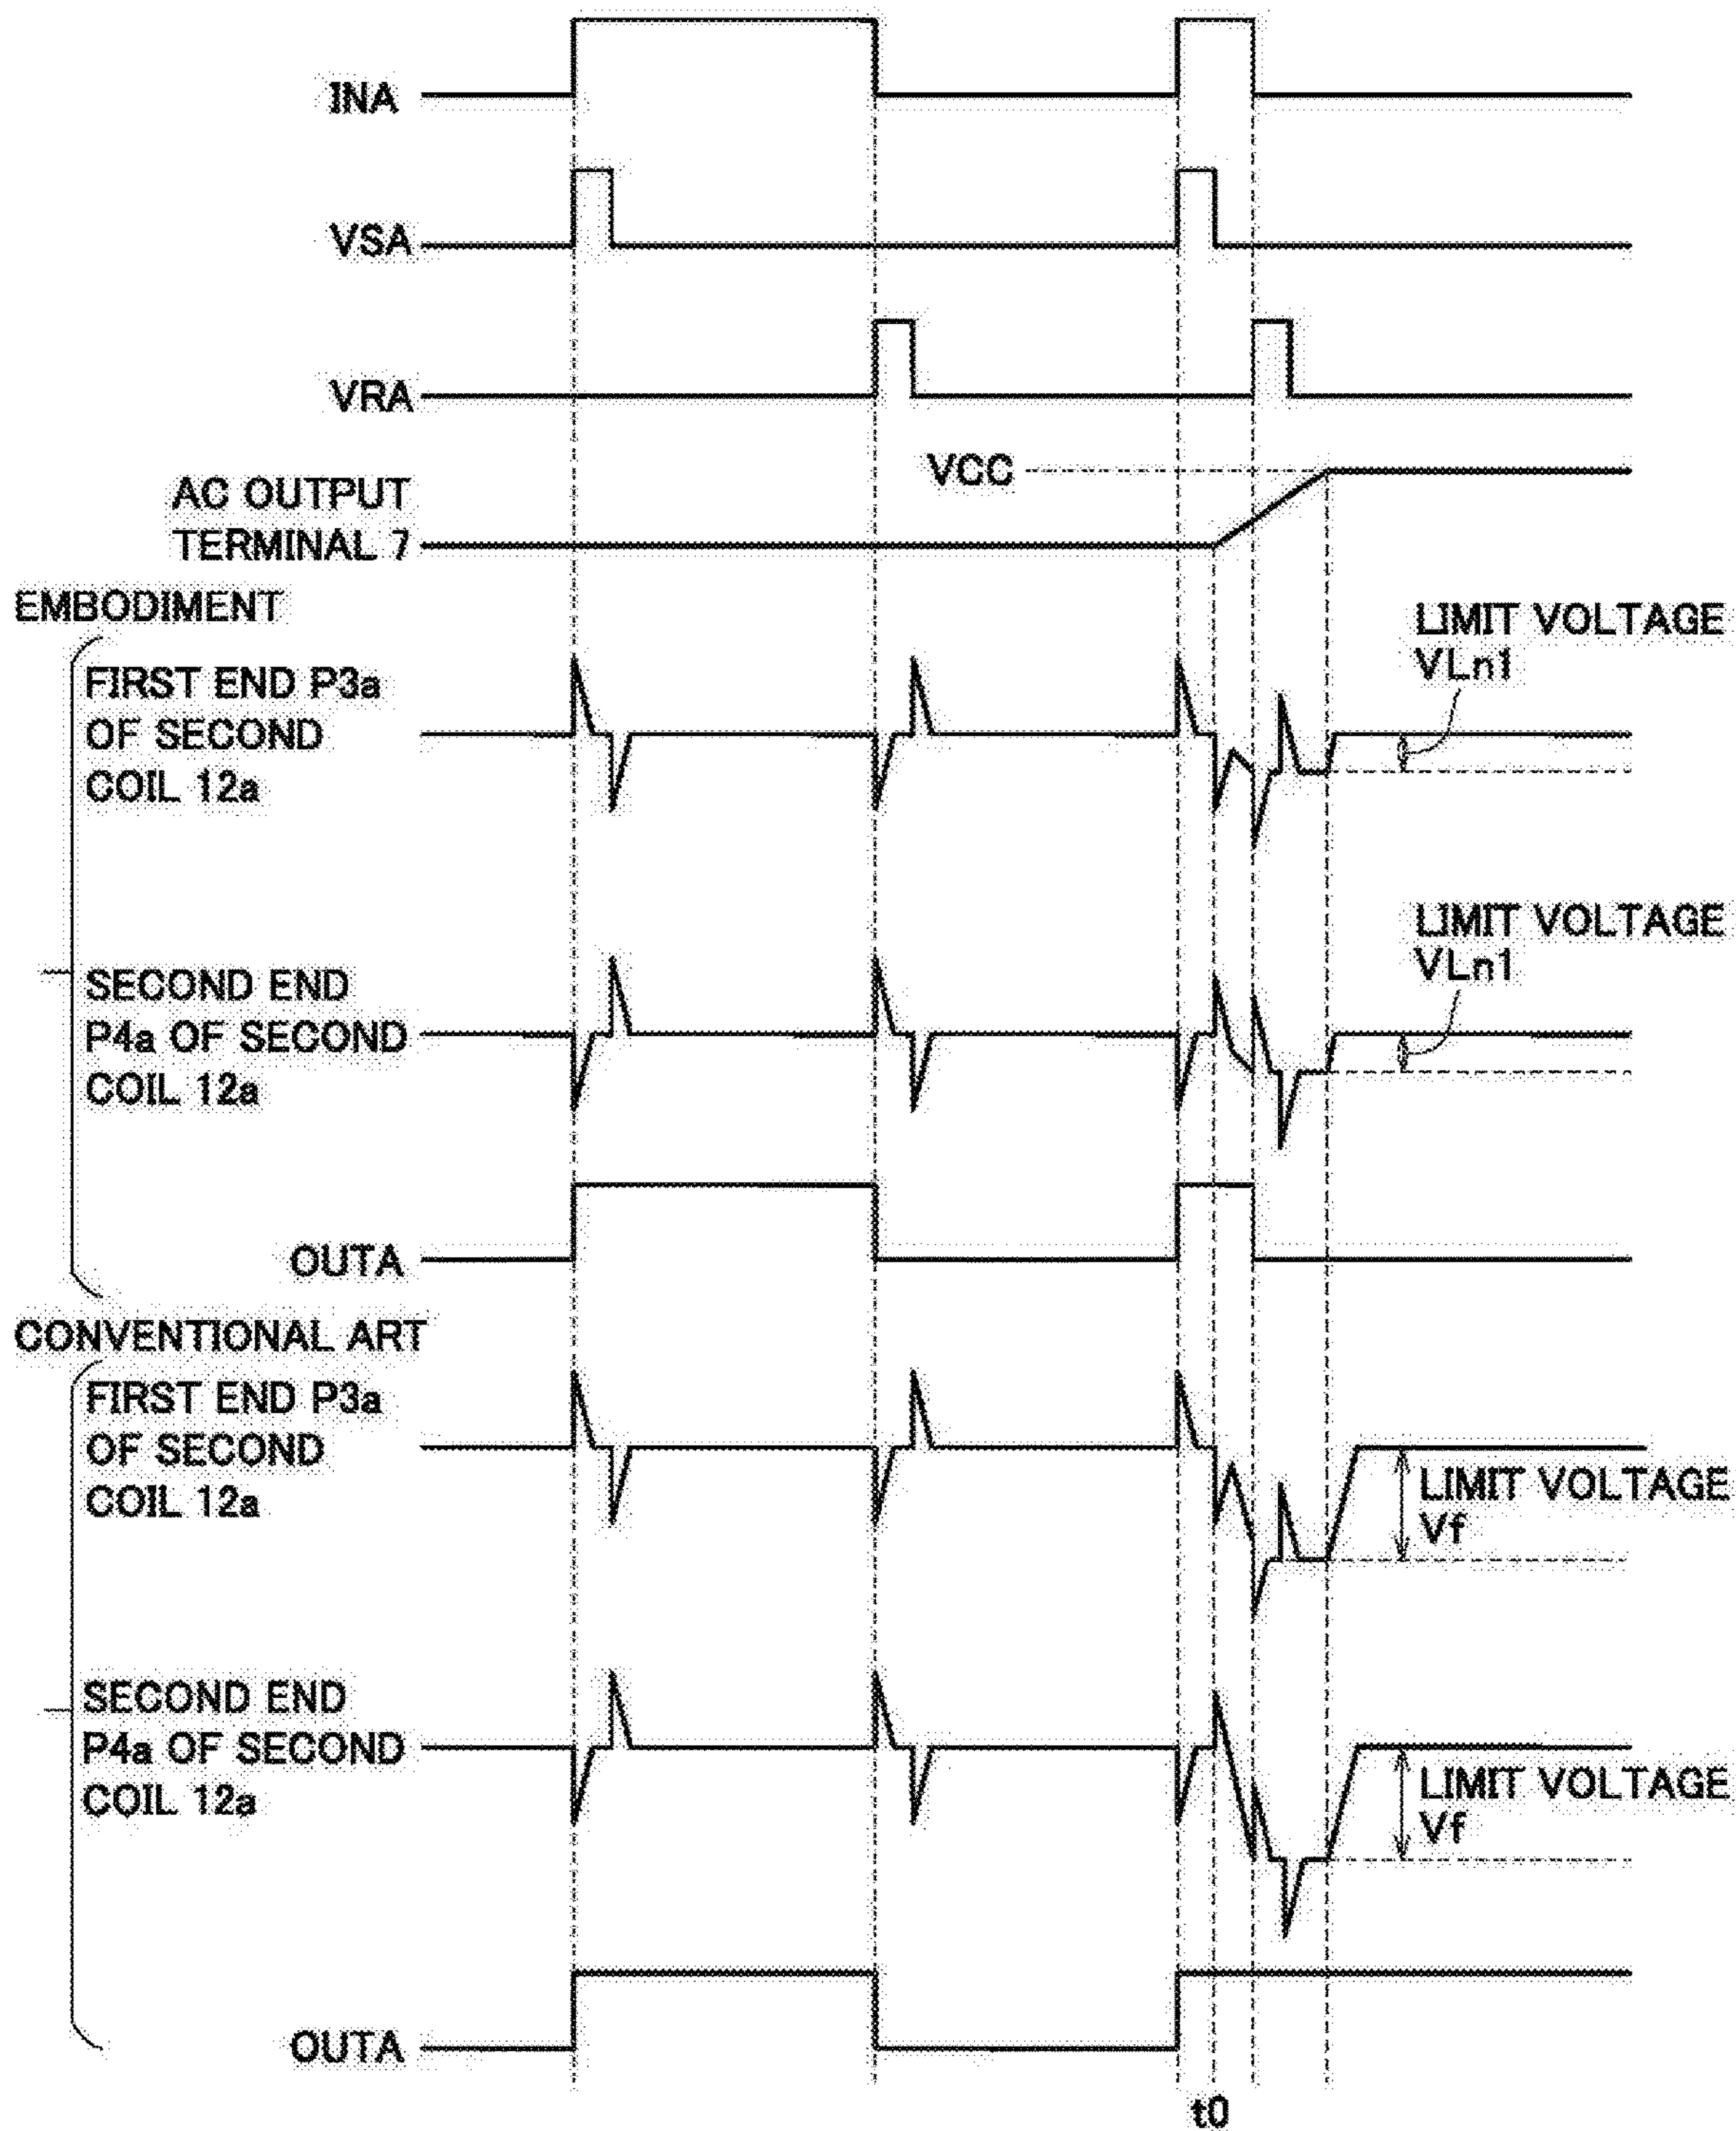 INA
VSA
VRA
VCC
AC OUTPUT
TERMINAL 7
EMBODIMENT
LIMIT VOLTAGE
VLn1
FIRST END P3a
OF SECOND
COIL 12a
LIMIT VOLTAGE
VLn1
SECOND END
P4a OF SECOND
COIL 12a
OUTA
CONVENTIONAL ART
FIRST END P3a
OF SECOND
COIL 12a
LIMIT VOLTAGE
Vf
SECOND END
P4a OF SECOND
COIL 12a
LIMIT VOLTAGE
Vf
OUTA
t0